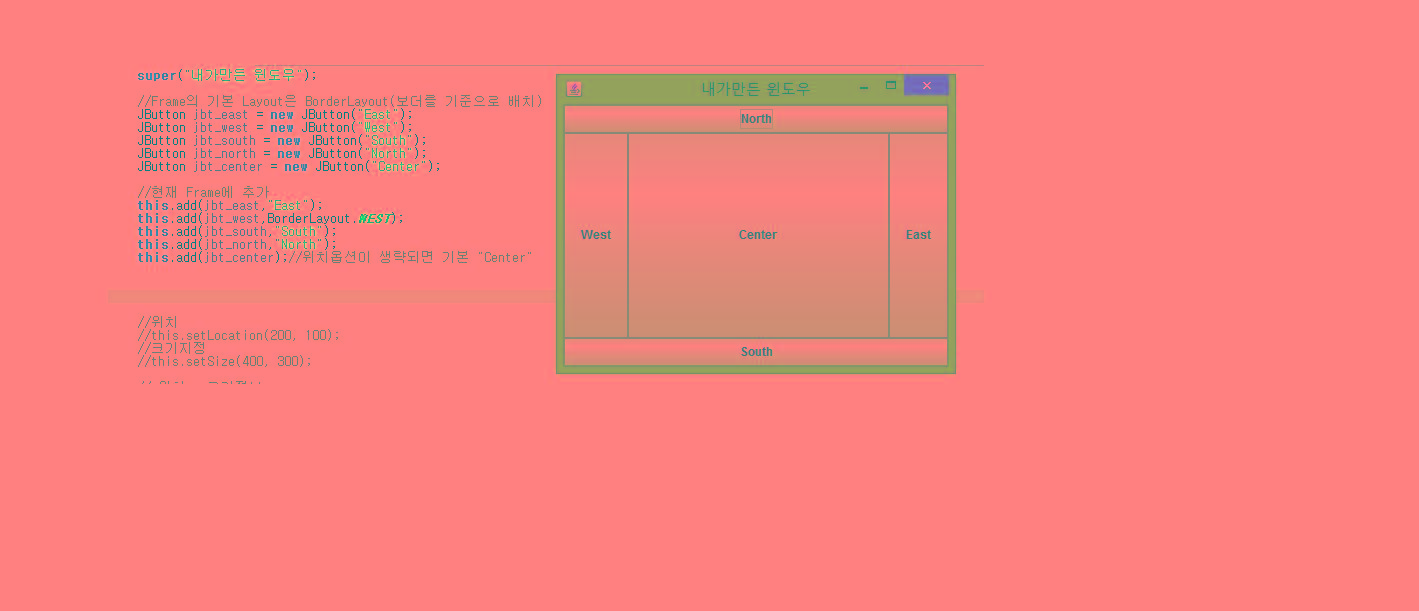 super("내가만든 윈도우");
//Frame의 기본 Layout은 BorderLayout(보더를 기준으로 배치)
JButton jbt_east = new JButton("East");
JButton jbt_west = new JButton("West");
JButton jbt_south = new JButton("South");
JButton jbt_north = new JButton("North");
JButton jbt_center = new JButton("Center");
//현재 Frame에 추가
this.add(jbt_east,"East");
this.add(jbt_west,BorderLayout.WEST);
this.add(jbt_south,"South");
this.add(jbt_north,"North");
this.add(jbt_center);//위치옵션이 생략되면 기본 "Center"
//위치
//this.setLocation(200, 100);
//크기지정
//this.setSize(400, 300);
내가만든 윈도우
North
West
Center
East
South